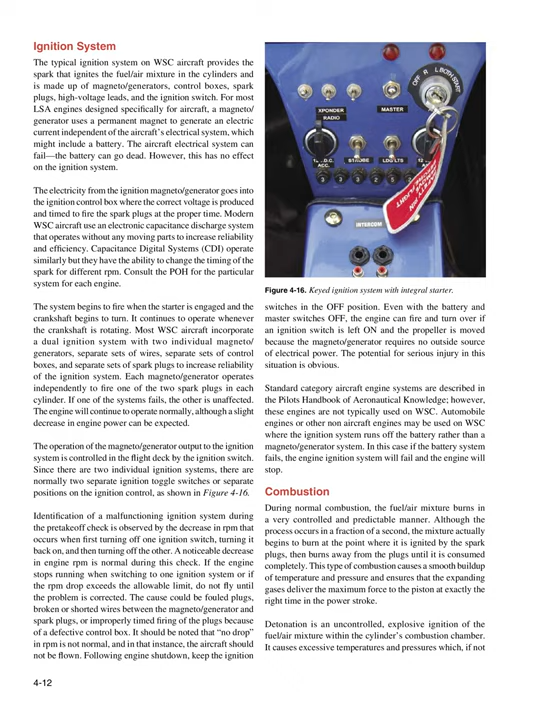 Ignition System
The typical ignition system on WSC aircraft provides the
spark that ignites the fuel/air mixture in the cylinders and
is made up of magneto/generators, control boxes, spark
plugs, high-voltage leads, and the ignition switch. For most
LSA engines designed specifically for aircraft, a magneto/
generator uses a permanent magnet to generate an electric
current independent of the aircraft’s electrical system, which
might include a battery. The aircraft electrical system can
fail—the battery can go dead. However, this has no effect
on the ignition system.
The electricity from the ignition magneto/generator goes into
the ignition control box where the correct voltage is produced
and timed to fire the spark plugs at the proper time. Modern
WSC aircraft use an electronic capacitance discharge system
that operates without any moving parts to increase reliability
and efficiency. Capacitance Digital Systems (CDI) operate
similarly but they have the ability to change the timing of the
spark for different rpm. Consult the POH for the particular
system for each engine.
The system begins to fire when the starter is engaged and the
crankshaft begins to turn. It continues to operate whenever
the crankshaft is rotating. Most WSC aircraft incorporate
a dual ignition system with two individual magneto/
generators, separate sets of wires, separate sets of control
boxes, and separate sets of spark plugs to increase reliability
of the ignition system. Each magneto/generator operates
independently to fire one of the two spark plugs in each
cylinder. If one of the systems fails, the other is unaffected.
The engine will continue to operate normally, although a slight
decrease in engine power can be expected.
The operation of the magneto/generator output to the ignition
system is controlled in the flight deck by the ignition switch.
Since there are two individual ignition systems, there are
normally two separate ignition toggle switches or separate
positions on the ignition control, as shown in Figure 4-16.
Identification of a malfunctioning ignition system during
the pretakeoff check is observed by the decrease in rpm that
occurs when first turning off one ignition switch, turning it
back on, and then turning off the other. A noticeable decrease
in engine rpm is normal during this check. If the engine
stops running when switching to one ignition system or if
the rpm drop exceeds the allowable limit, do not fly until
the problem is corrected. The cause could be fouled plugs,
broken or shorted wires between the magneto/generator and
spark plugs, or improperly timed firing of the plugs because
of a defective control box. It should be noted that “no drop”
in rpm is not normal, and in that instance, the aircraft should
not be flown. Following engine shutdown, keep the ignition
OFF R L BOTH START
XPONDER
RADIO
MASTER
STROBE
LDG LTS
ACC.
INTERCOM
Figure 4-16. Keyed ignition system with integral starter.
switches in the OFF position. Even with the battery and
master switches OFF, the engine can fire and turn over if
an ignition switch is left ON and the propeller is moved
because the magneto/generator requires no outside source
of electrical power. The potential for serious injury in this
situation is obvious.
Standard category aircraft engine systems are described in
the Pilots Handbook of Aeronautical Knowledge; however,
these engines are not typically used on WSC. Automobile
engines or other non aircraft engines may be used on WSC
where the ignition system runs off the battery rather than a
magneto/generator system. In this case if the battery system
fails, the engine ignition system will fail and the engine will
stop.
Combustion
During normal combustion, the fuel/air mixture burns in
a very controlled and predictable manner. Although the
process occurs in a fraction of a second, the mixture actually
begins to burn at the point where it is ignited by the spark
plugs, then burns away from the plugs until it is consumed
completely. This type of combustion causes a smooth buildup
of temperature and pressure and ensures that the expanding
gases deliver the maximum force to the piston at exactly the
right time in the power stroke.
Detonation is an uncontrolled, explosive ignition of the
fuel/air mixture within the cylinder’s combustion chamber.
It causes excessive temperatures and pressures which, if not
4-12